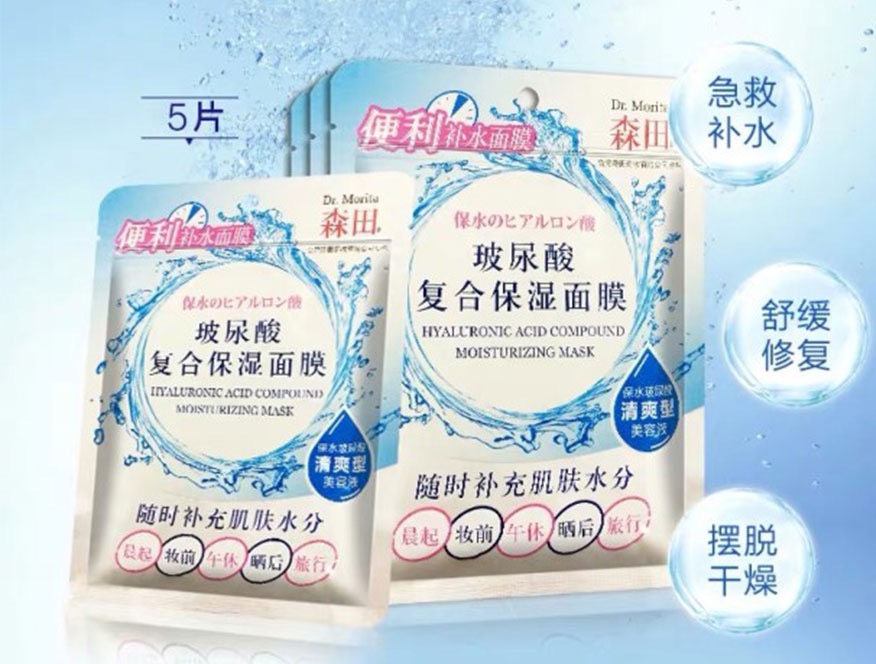 5片
便利补水面膜
Dr. Morita
森田
保水のヒアルロン酸
玻尿酸
复合保湿面膜
HYALURONIC ACID COMPOUND
MOISTURIZING MASK
保水玻尿酸
清爽型
美容液
随时补充肌肤水分
晨起 妆前 午休 晒后 旅行
便利补水面膜
Dr. Morita
森田
保水のヒアルロン酸
玻尿酸
复合保湿面膜
HYALURONIC ACID COMPOUND
MOISTURIZING MASK
保水玻尿酸
清爽型
美容液
随时补充肌肤水分
晨起 妆前 午休 晒后 旅行
急救
补水
舒缓
修复
摆脱
干燥